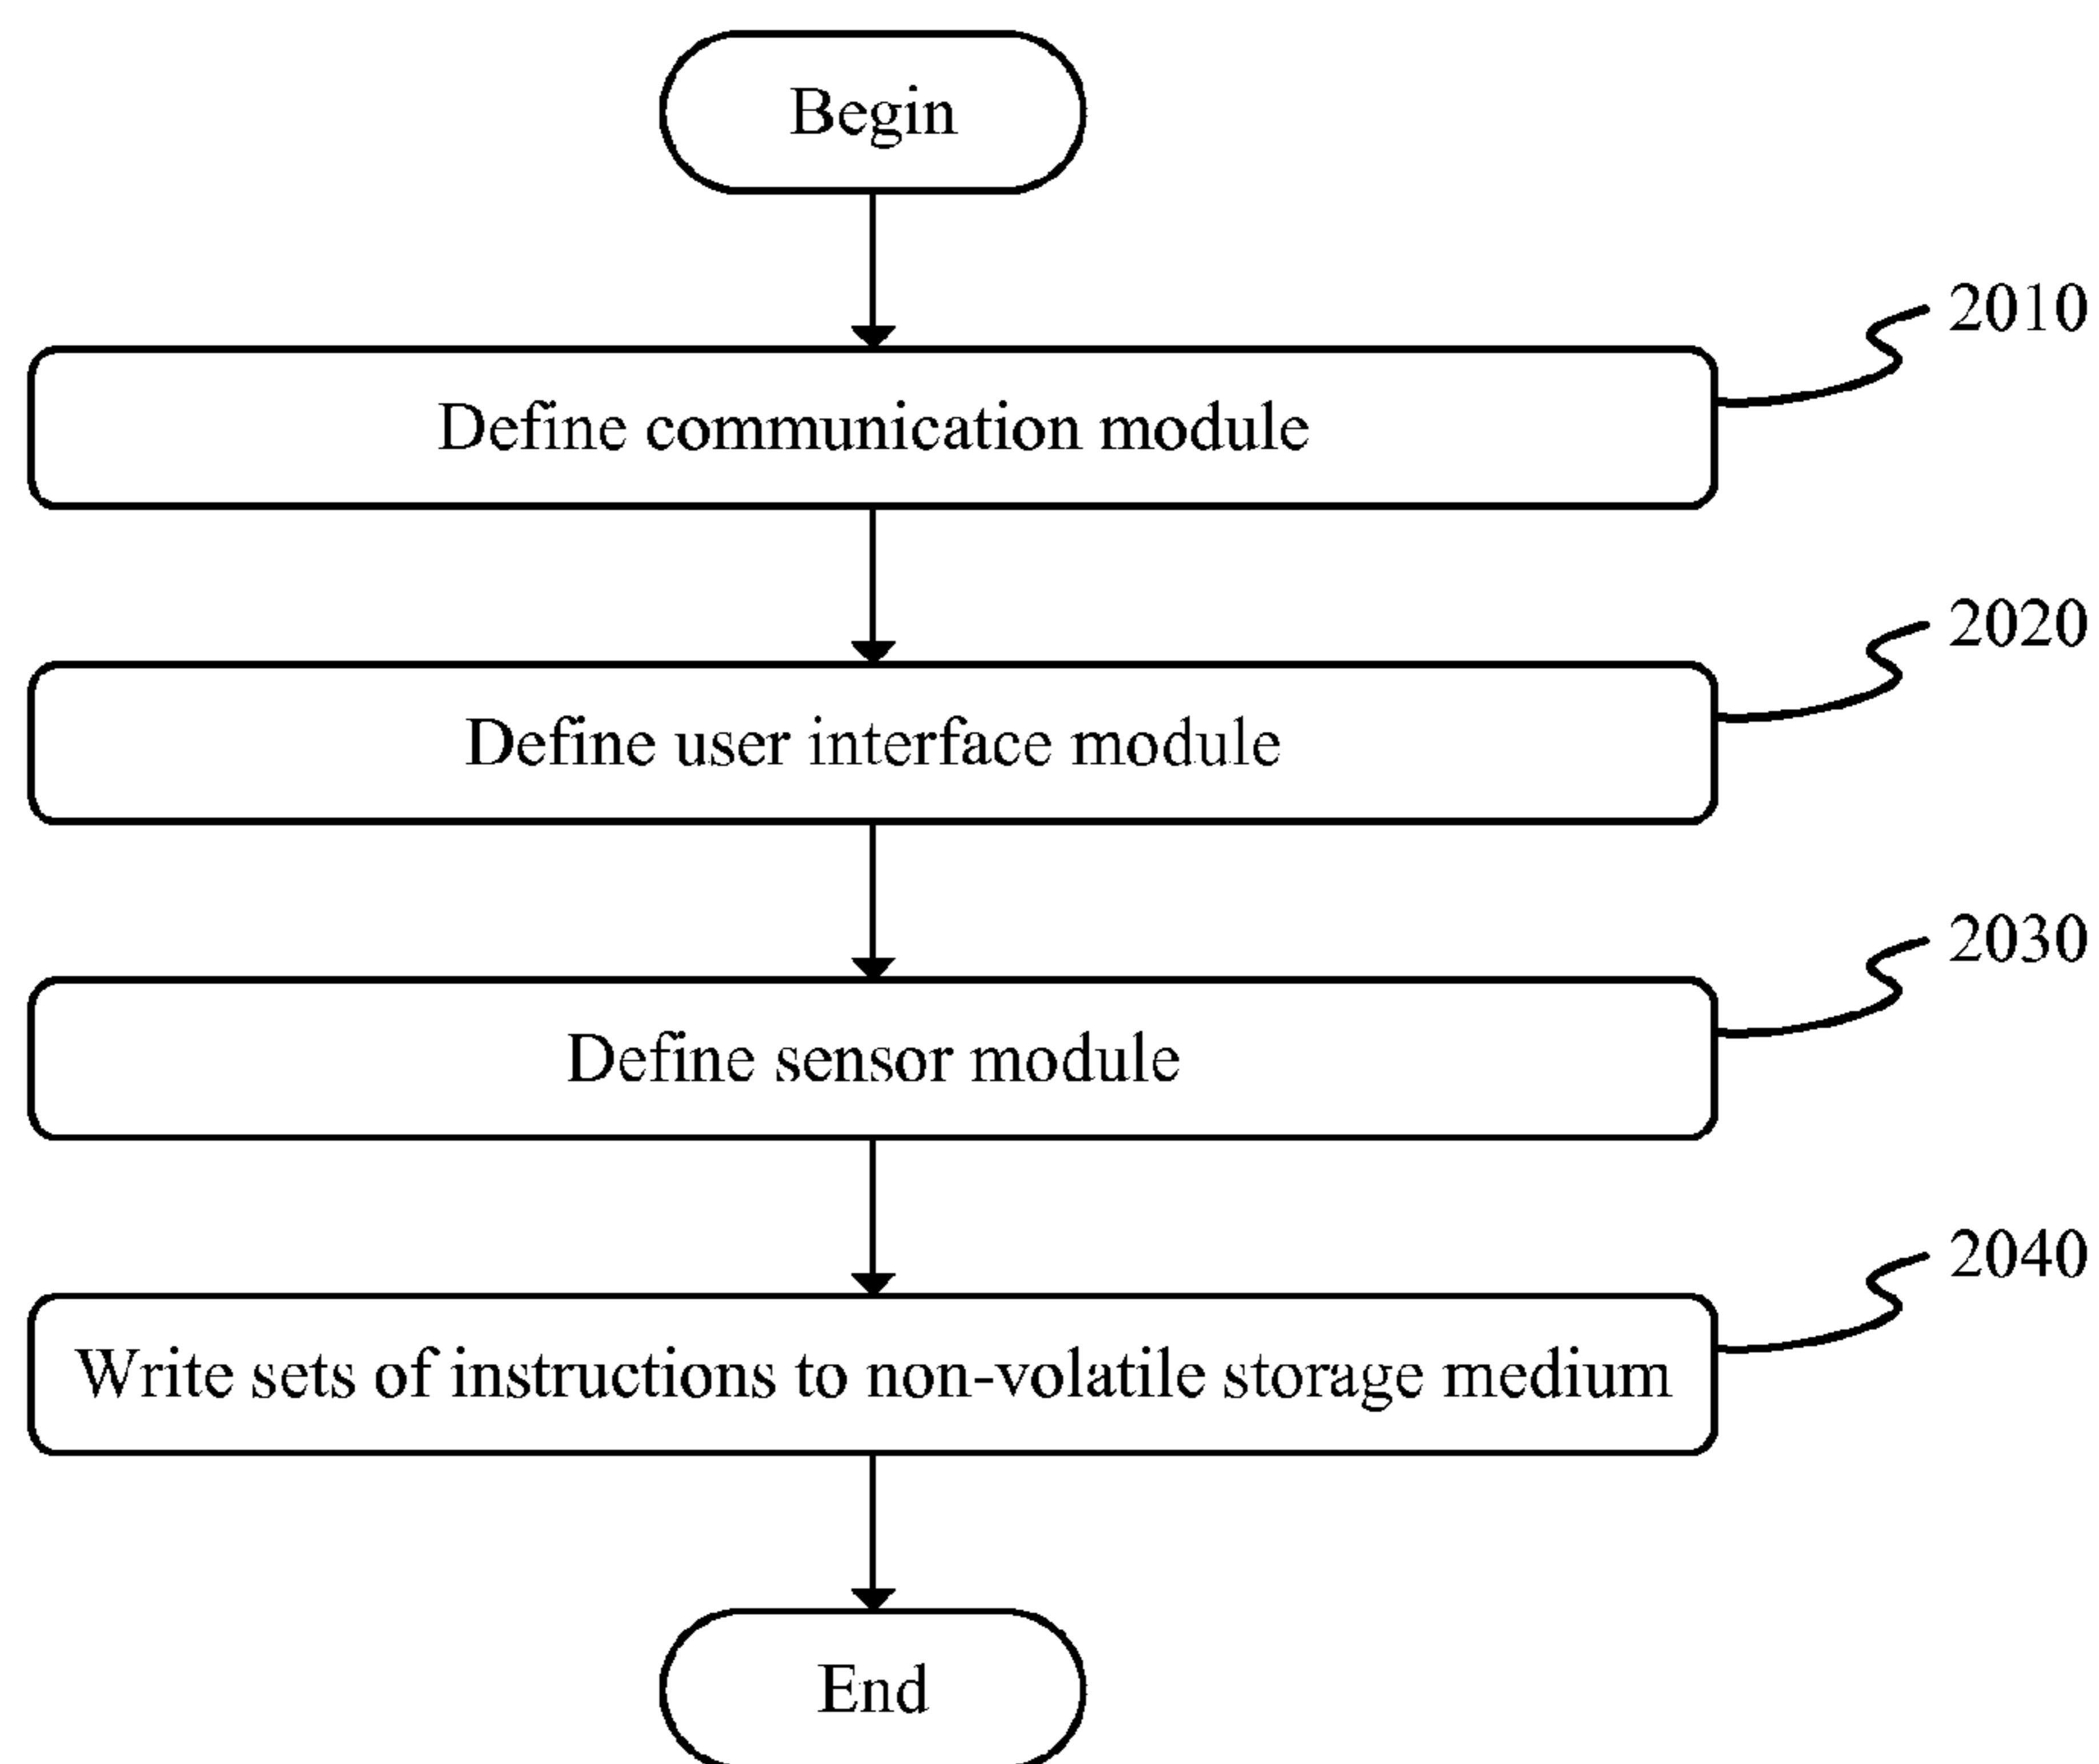 Begin
2010
Define communication module
2020
Define user interface module
2030
Define sensor module
2040
Write sets of instructions to non-volatile storage medium
End